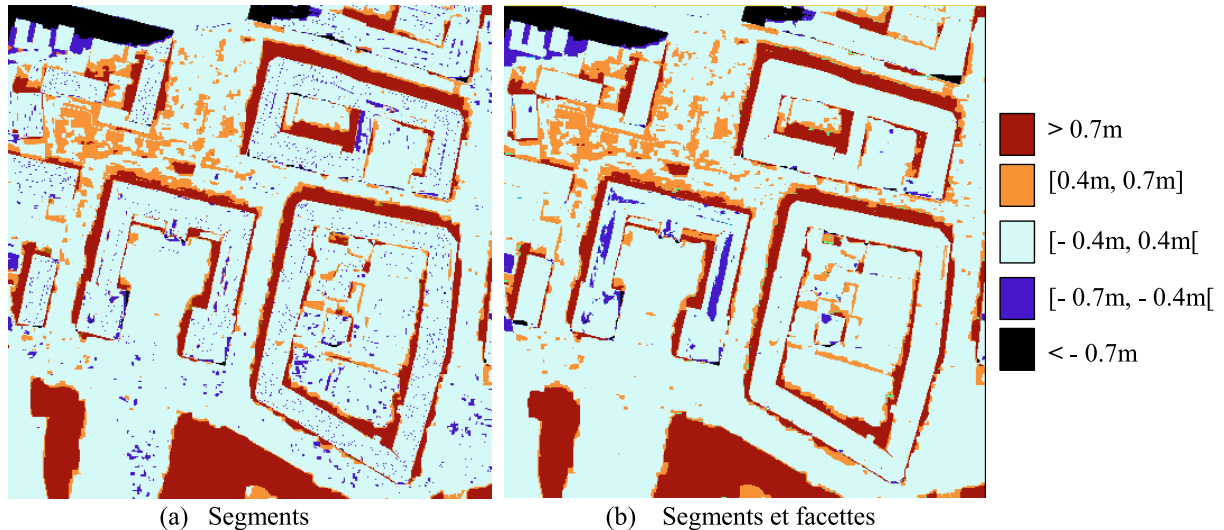 > 0.7m
[0.4m, 0.7m]
[- 0.4m, 0.4m[
[- 0.7m, - 0.4m[
< - 0.7m
(a) Segments
(b) Segments et facettes